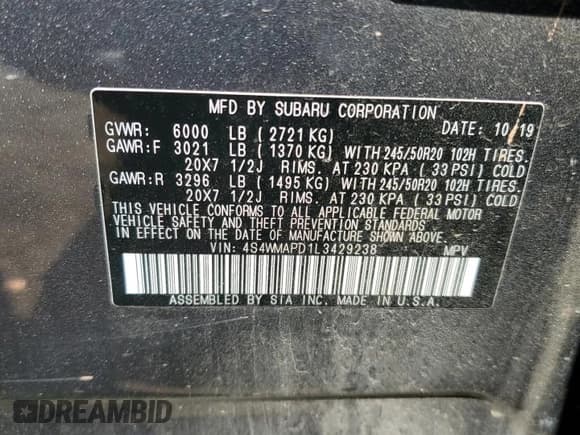 MFD BY SUBARU CORPORATION
GVWR: 6000 LB ( 2721 KG) DATE: 10/19
GAWR:F 3021 LB ( 1370 KG) WITH 245/50R20 102H TIRES.
20X7 1/2J RIMS. AT 230 KPA ( 33 PSI) COLD
GAWR:R 3296 LB ( 1495 KG) WITH 245/50R20 102H TIRES.
20X7 1/2J RIMS. AT 230 KPA ( 33 PSI) COLD
THIS VEHICLE CONFORMS TO ALL APPLICABLE FEDERAL MOTOR
VEHICLE SAFETY AND THEFT PREVENTION STANDARDS
IN EFFECT ON THE DATE OF MANUFACTURE SHOWN ABOVE.
VIN: 4S4WMAPD1L3429238 MPV
ASSEMBLED BY SIA INC. MADE IN U.S.A.
DREAMBID